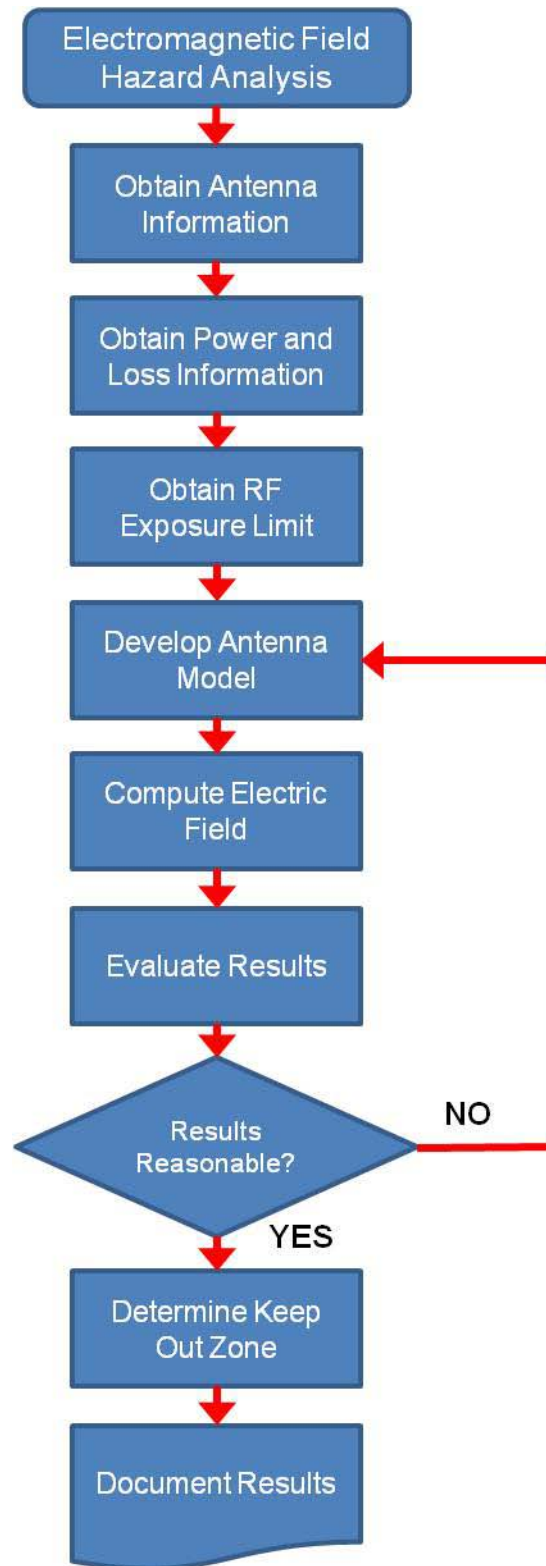 Electromagnetic Field
Hazard Analysis
Obtain Antenna
Information
Obtain Power and
Loss Information
Obtain RF
Exposure Limit
Develop Antenna
Model
Compute Electric
Field
Evaluate Results
Results
Reasonable?
NO
YES
Determine Keep
Out Zone
Document Results